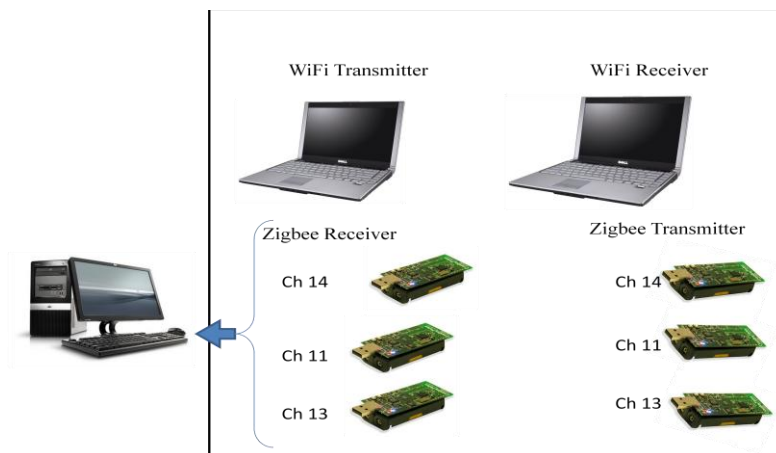 WiFi Transmitter
WiFi Receiver
Zigbee Receiver
Zigbee Transmitter
Ch 14
Ch 14
Ch 11
Ch 11
Ch 13
Ch 13